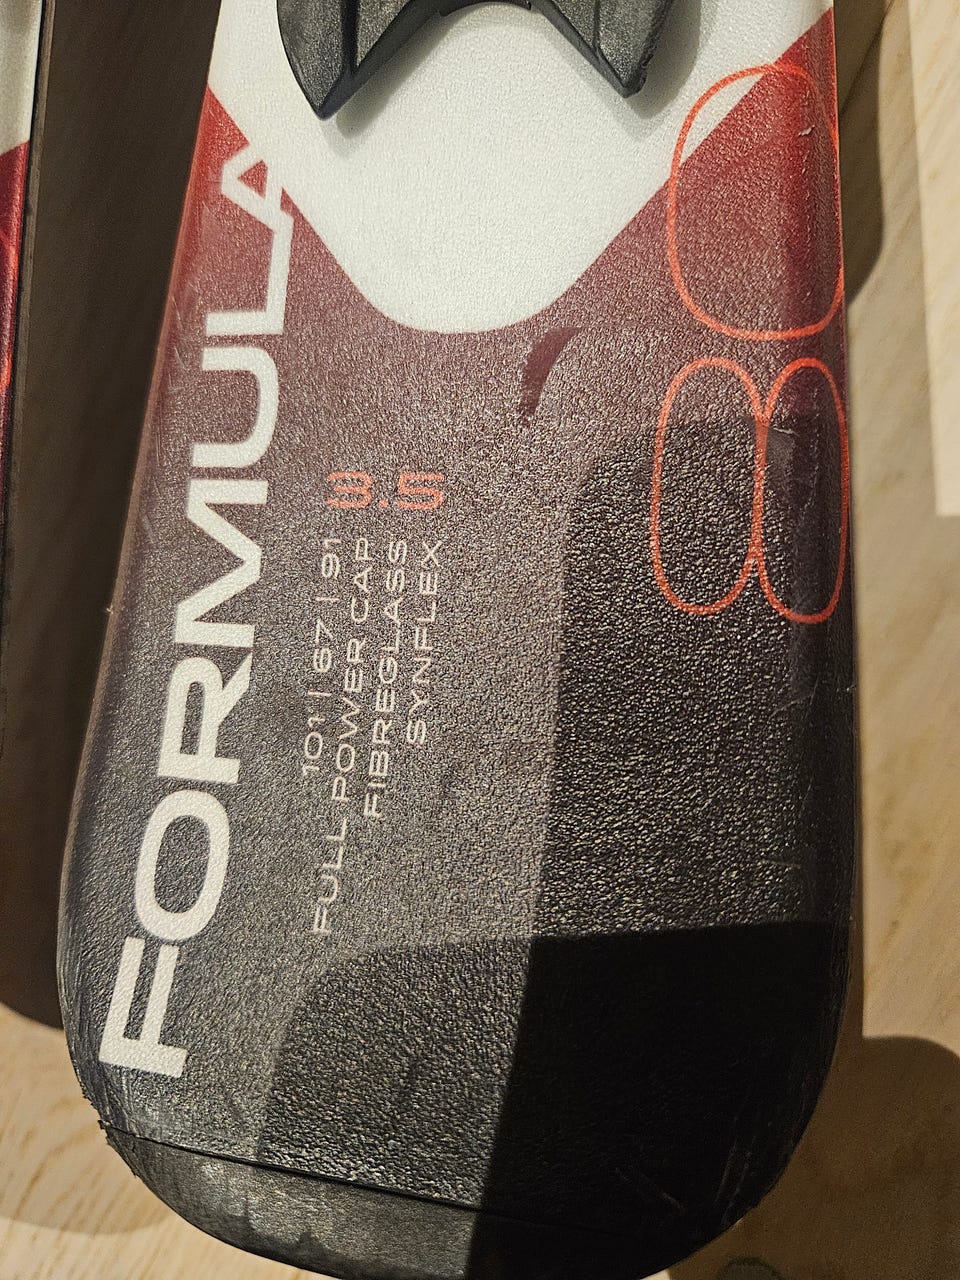 FORMULA
3.5
101 | 67 | 91
FULL POWER CAP
FIBREGLASS
SYNFLEX
80